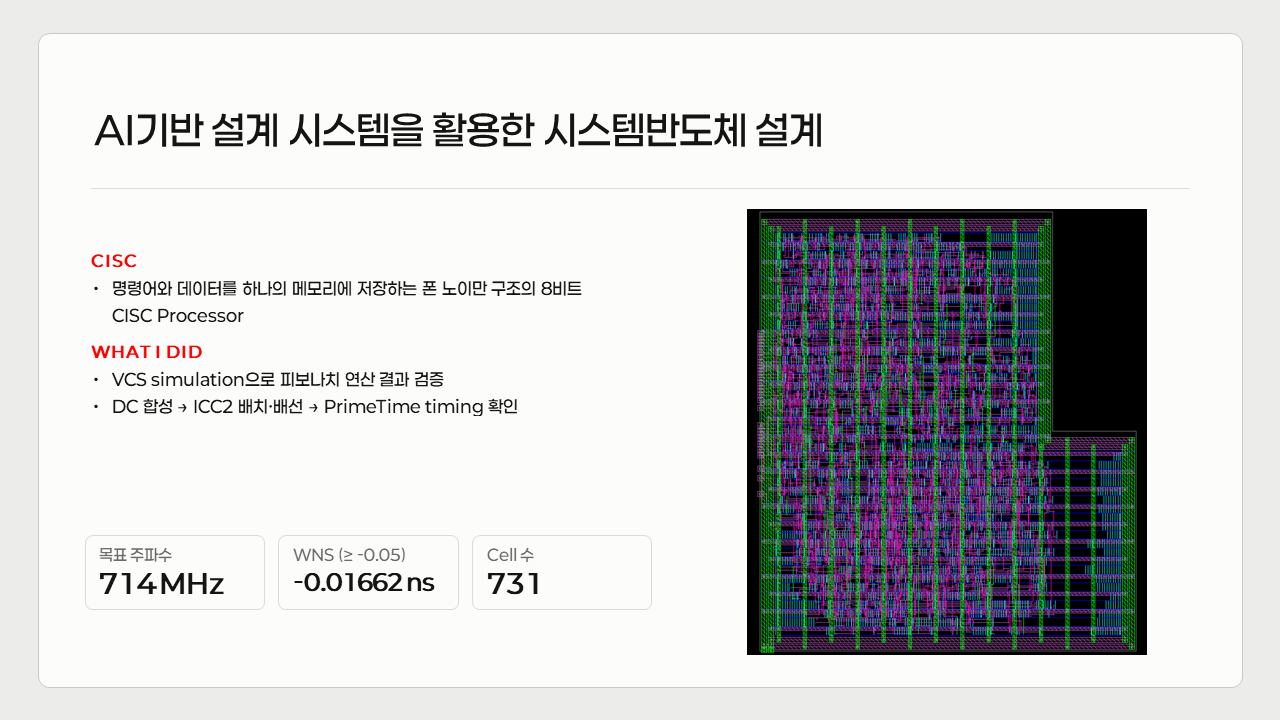 AI기반 설계 시스템을 활용한 시스템반도체 설계
CISC
• 명령어와 데이터를 하나의 메모리에 저장하는 폰 노이만 구조의 8비트
CISC Processor
WHAT I DID
• VCS simulation으로 피보나치 연산 결과 검증
• DC 합성 → ICC2 배치·배선 → PrimeTime timing 확인
목표 주파수
714MHz
WNS (≥ -0.05)
-0.01662 ns
Cell 수
731